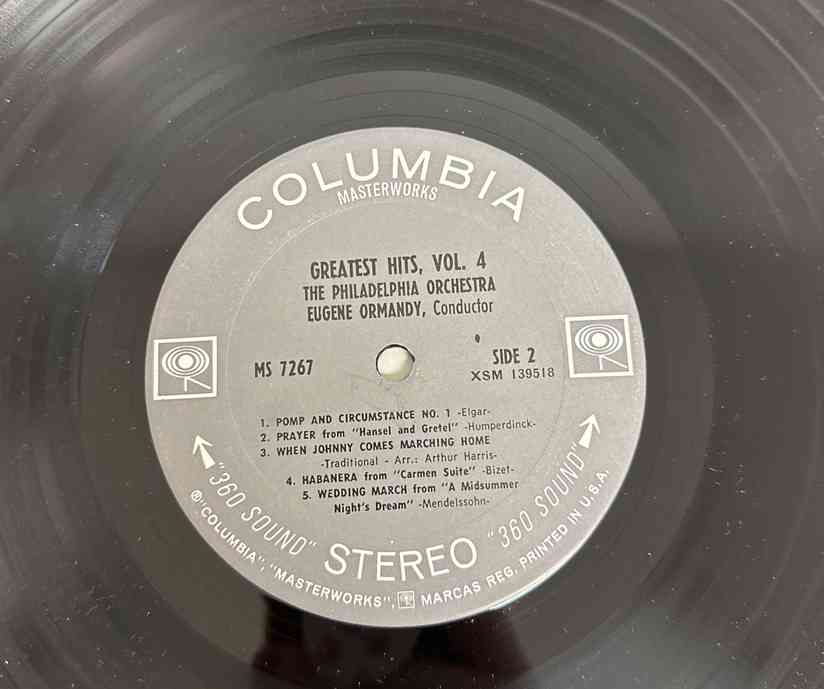 COLUMBIA
MASTERWORKS
GREATEST HITS, VOL. 4
THE PHILADELPHIA ORCHESTRA
EUGENE ORMANDY, Conductor
MS 7267
SIDE 2
XSM 139518
1. POMP AND CIRCUMSTANCE NO. 1 -Elgar-
2. PRAYER from "Hansel and Gretel" -Humperdinck-
3. WHEN JOHNNY COMES MARCHING HOME
-Traditional - Arr.: Arthur Harris-
4. HABANERA from "Carmen Suite" -Bizet-
5. WEDDING MARCH from "A Midsummer
Night's Dream" -Mendelssohn-
"360 SOUND" STEREO "360 SOUND"
℗"COLUMBIA", "MASTERWORKS", MARCAS REG. PRINTED IN U.S.A.